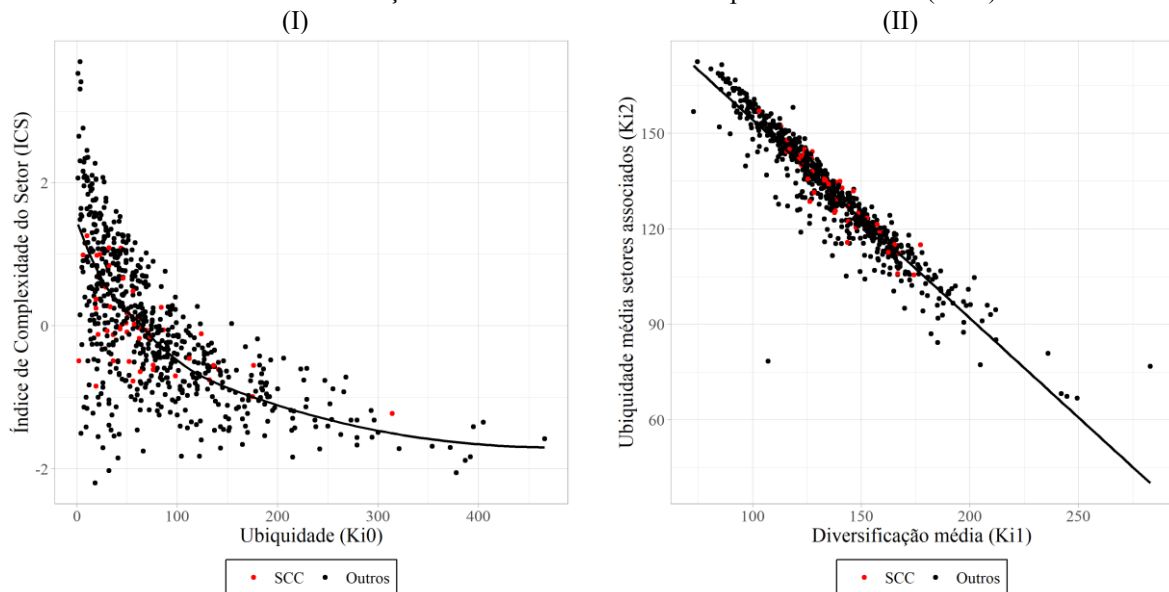 (I)
(II)
Índice de Complexidade do Setor (ICS)
2
0
-2
0
100
200
300
400
Ubiquidade (Ki0)
SCC
Outros
Ubiquidade média setores associados (Ki2)
150
120
90
60
100
150
200
250
Diversificação média (Ki1)
SCC
Outros